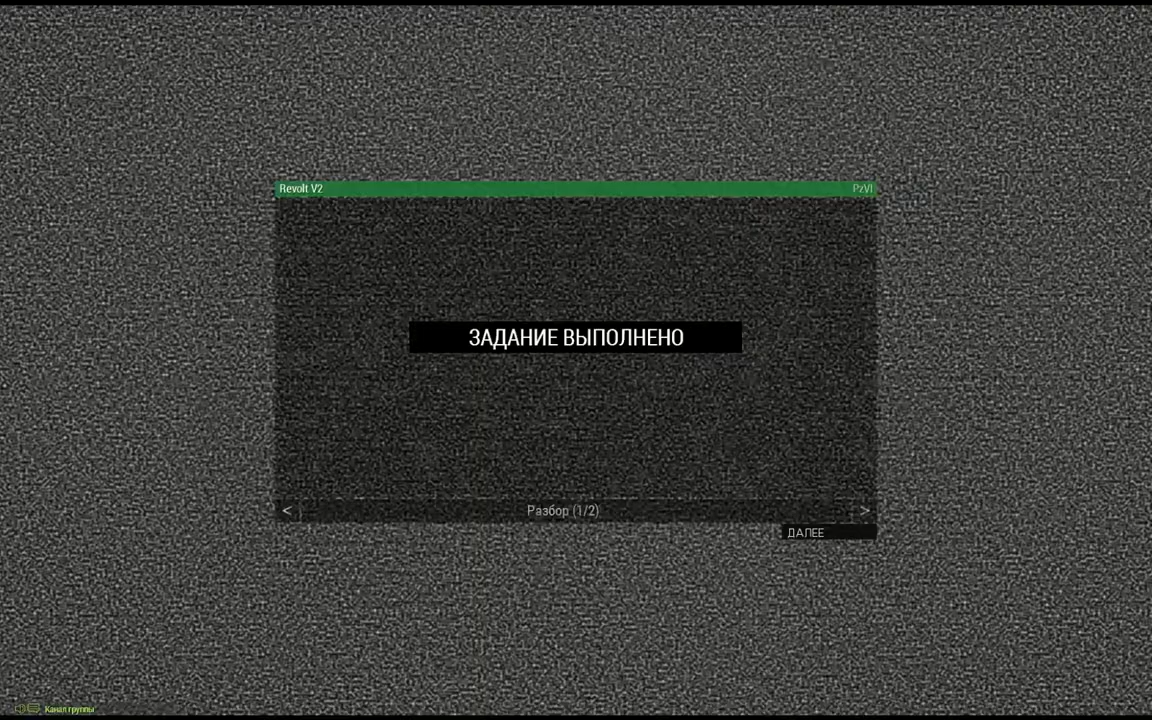 Revolt V2 PzVI
ЗАДАНИЕ ВЫПОЛНЕНО
< Разбор (1/2) >
ДАЛЕЕ
Канал группы